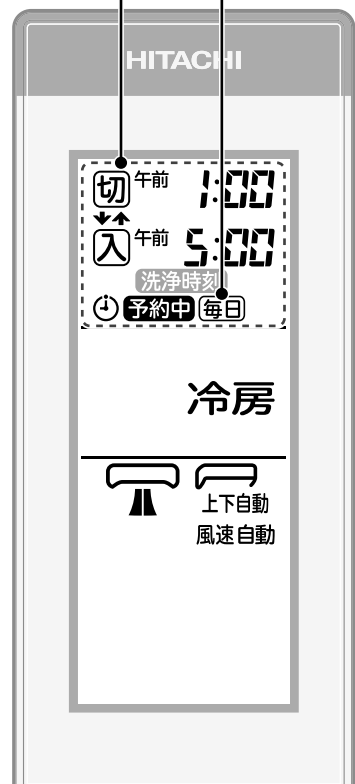 HITACHI
切 午前 1:00
入 午前 5:00
洗浄時刻
予約中 毎日
冷房
上下自動
風速自動